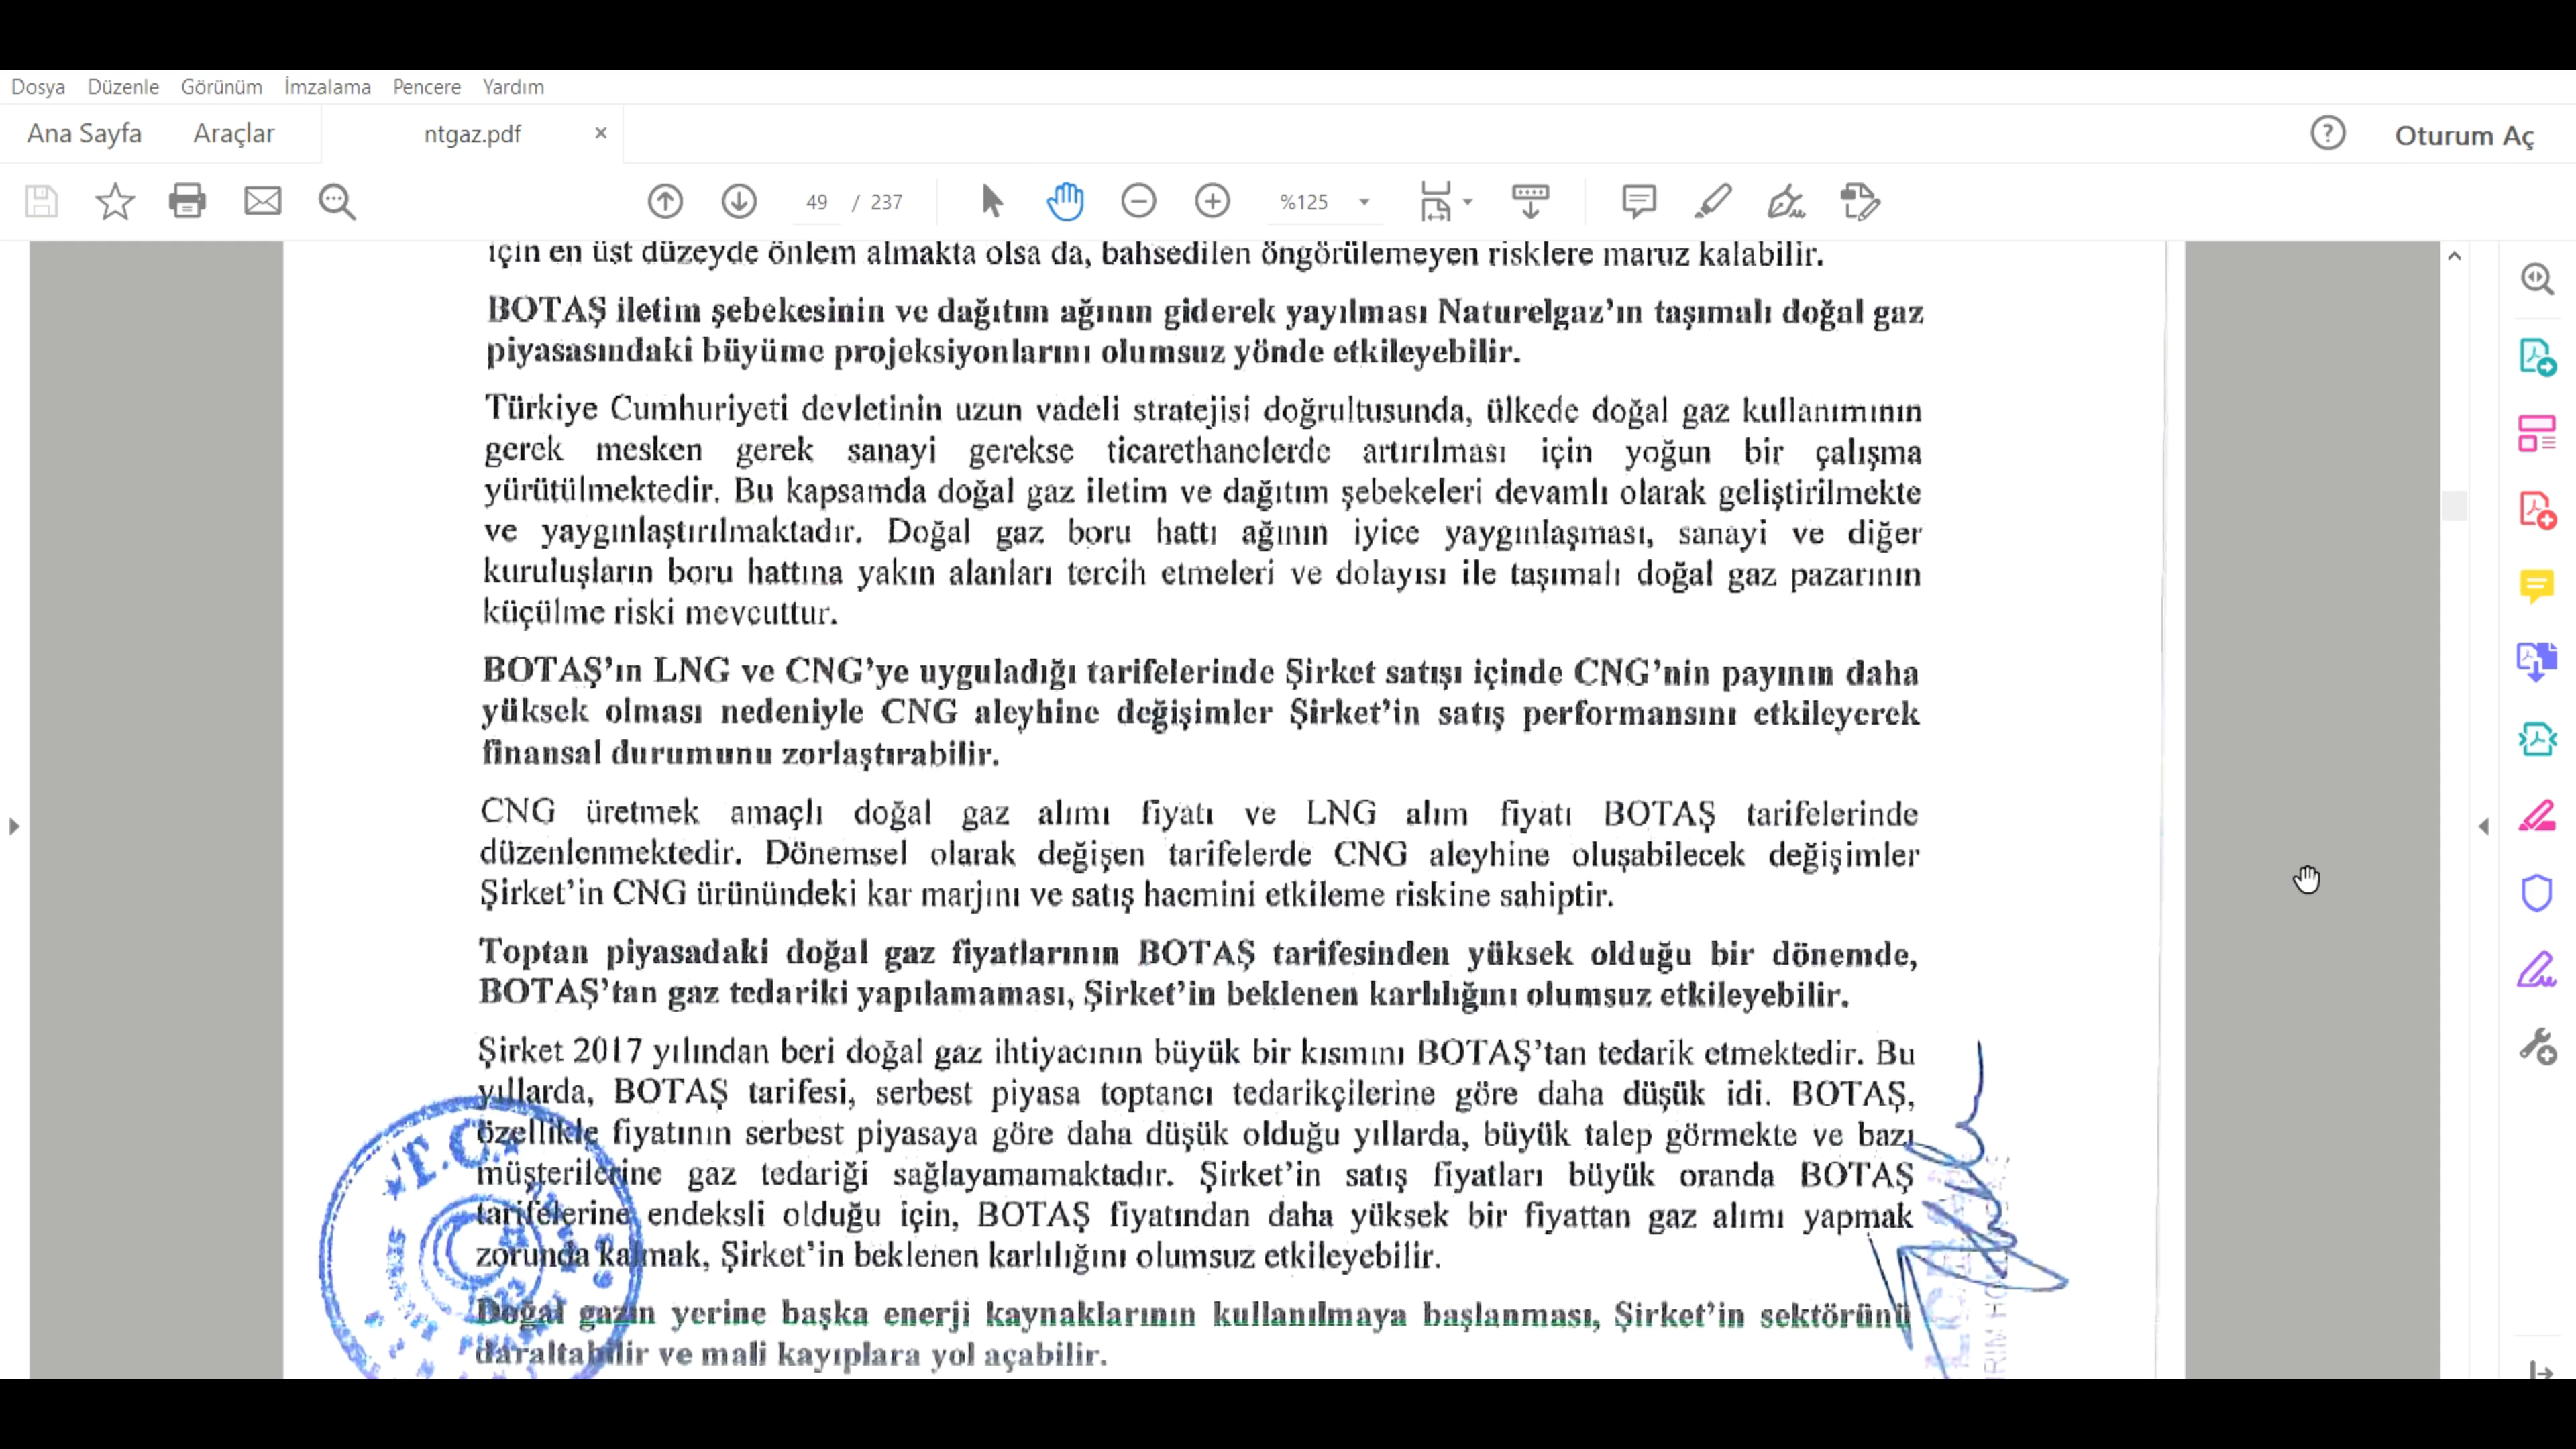 Dosya Düzenle Görünüm İmzalama Pencere Yardım
Ana Sayfa Araçlar ntgaz.pdf × Oturum Aç
49 / 237 %125
için en üst düzeyde önlem almakta olsa da, bahsedilen öngörülemeyen risklere maruz kalabilir.
BOTAŞ iletim şebekesinin ve dağıtım ağının giderek yayılması Naturelgaz'ın taşımalı doğal gaz
piyasasındaki büyüme projeksiyonlarını olumsuz yönde etkileyebilir.
Türkiye Cumhuriyeti devletinin uzun vadeli stratejisi doğrultusunda, ülkede doğal gaz kullanımının
gerek mesken gerek sanayi gerekse ticarethanelerde artırılması için yoğun bir çalışma
yürütülmektedir. Bu kapsamda doğal gaz iletim ve dağıtım şebekeleri devamlı olarak geliştirilmekte
ve yaygınlaştırılmaktadır. Doğal gaz boru hattı ağının iyice yaygınlaşması, sanayi ve diğer
kuruluşların boru hattına yakın alanları tercih etmeleri ve dolayısı ile taşımalı doğal gaz pazarının
küçülme riski mevcuttur.
BOTAŞ'ın LNG ve CNG'ye uyguladığı tarifelerinde Şirket satışı içinde CNG'nin payının daha
yüksek olması nedeniyle CNG aleyhine değişimler Şirket'in satış performansını etkileyerek
finansal durumunu zorlaştırabilir.
CNG üretmek amaçlı doğal gaz alımı fiyatı ve LNG alım fiyatı BOTAŞ tarifelerinde
düzenlenmektedir. Dönemsel olarak değişen tarifelerde CNG aleyhine oluşabilecek değişimler
Şirket'in CNG ürünündeki kar marjını ve satış hacmini etkileme riskine sahiptir.
Toptan piyasadaki doğal gaz fiyatlarının BOTAŞ tarifesinden yüksek olduğu bir dönemde,
BOTAŞ'tan gaz tedariki yapılamaması, Şirket'in beklenen karlılığını olumsuz etkileyebilir.
Şirket 2017 yılından beri doğal gaz ihtiyacının büyük bir kısmını BOTAŞ'tan tedarik etmektedir. Bu
yıllarda, BOTAŞ tarifesi, serbest piyasa toptancı tedarikçilerine göre daha düşük idi. BOTAŞ,
özellikle fiyatının serbest piyasaya göre daha düşük olduğu yıllarda, büyük talep görmekte ve bazı
müşterilerine gaz tedariği sağlayamamaktadır. Şirket'in satış fiyatları büyük oranda BOTAŞ
tarifelerine endeksli olduğu için, BOTAŞ fiyatından daha yüksek bir fiyattan gaz alımı yapmak
zorunda kalmak, Şirket'in beklenen karlılığını olumsuz etkileyebilir.
Doğal gazın yerine başka enerji kaynaklarının kullanılmaya başlanması, Şirket'in sektörünü
daraltabilir ve mali kayıplara yol açabilir.
T.C.